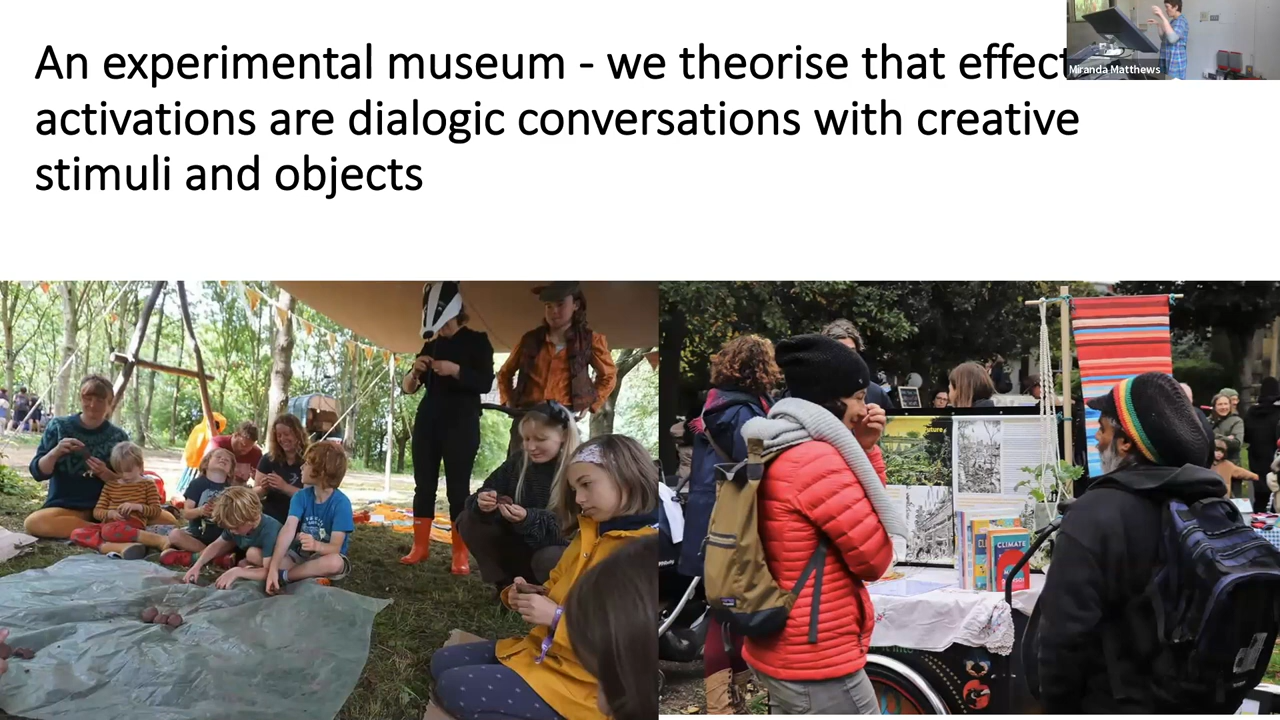 An experimental museum - we theorise that effect
activations are dialogic conversations with creative
stimuli and objects
Miranda Matthews
Future
CLIMATE